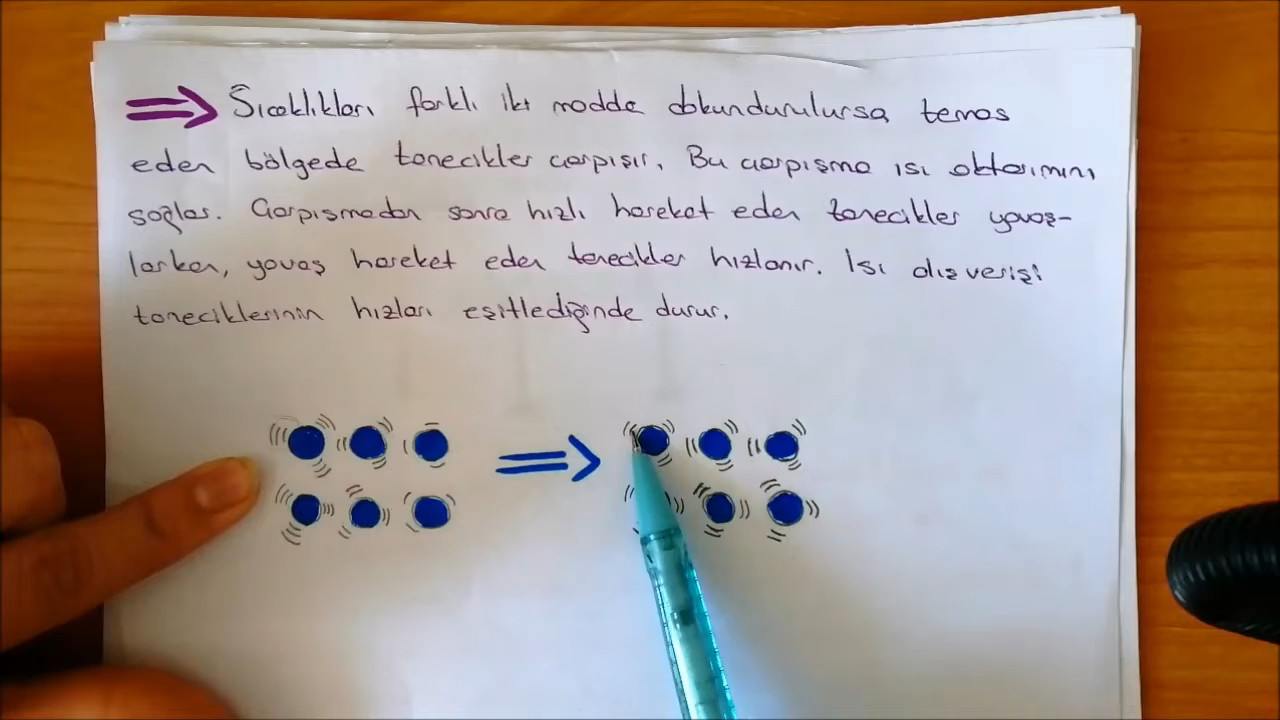 Sıcaklıkları farklı iki madde dokundurulursa temas
eden bölgede tanecikler çarpışır. Bu çarpışma ısı aktarımını
sağlar. Çarpışmadan sonra hızlı hareket eden tanecikler yavaş-
larken, yavaş hareket eden tanecikler hızlanır. Isı alışverişi
taneciklerinin hızları eşitlediğinde durur.